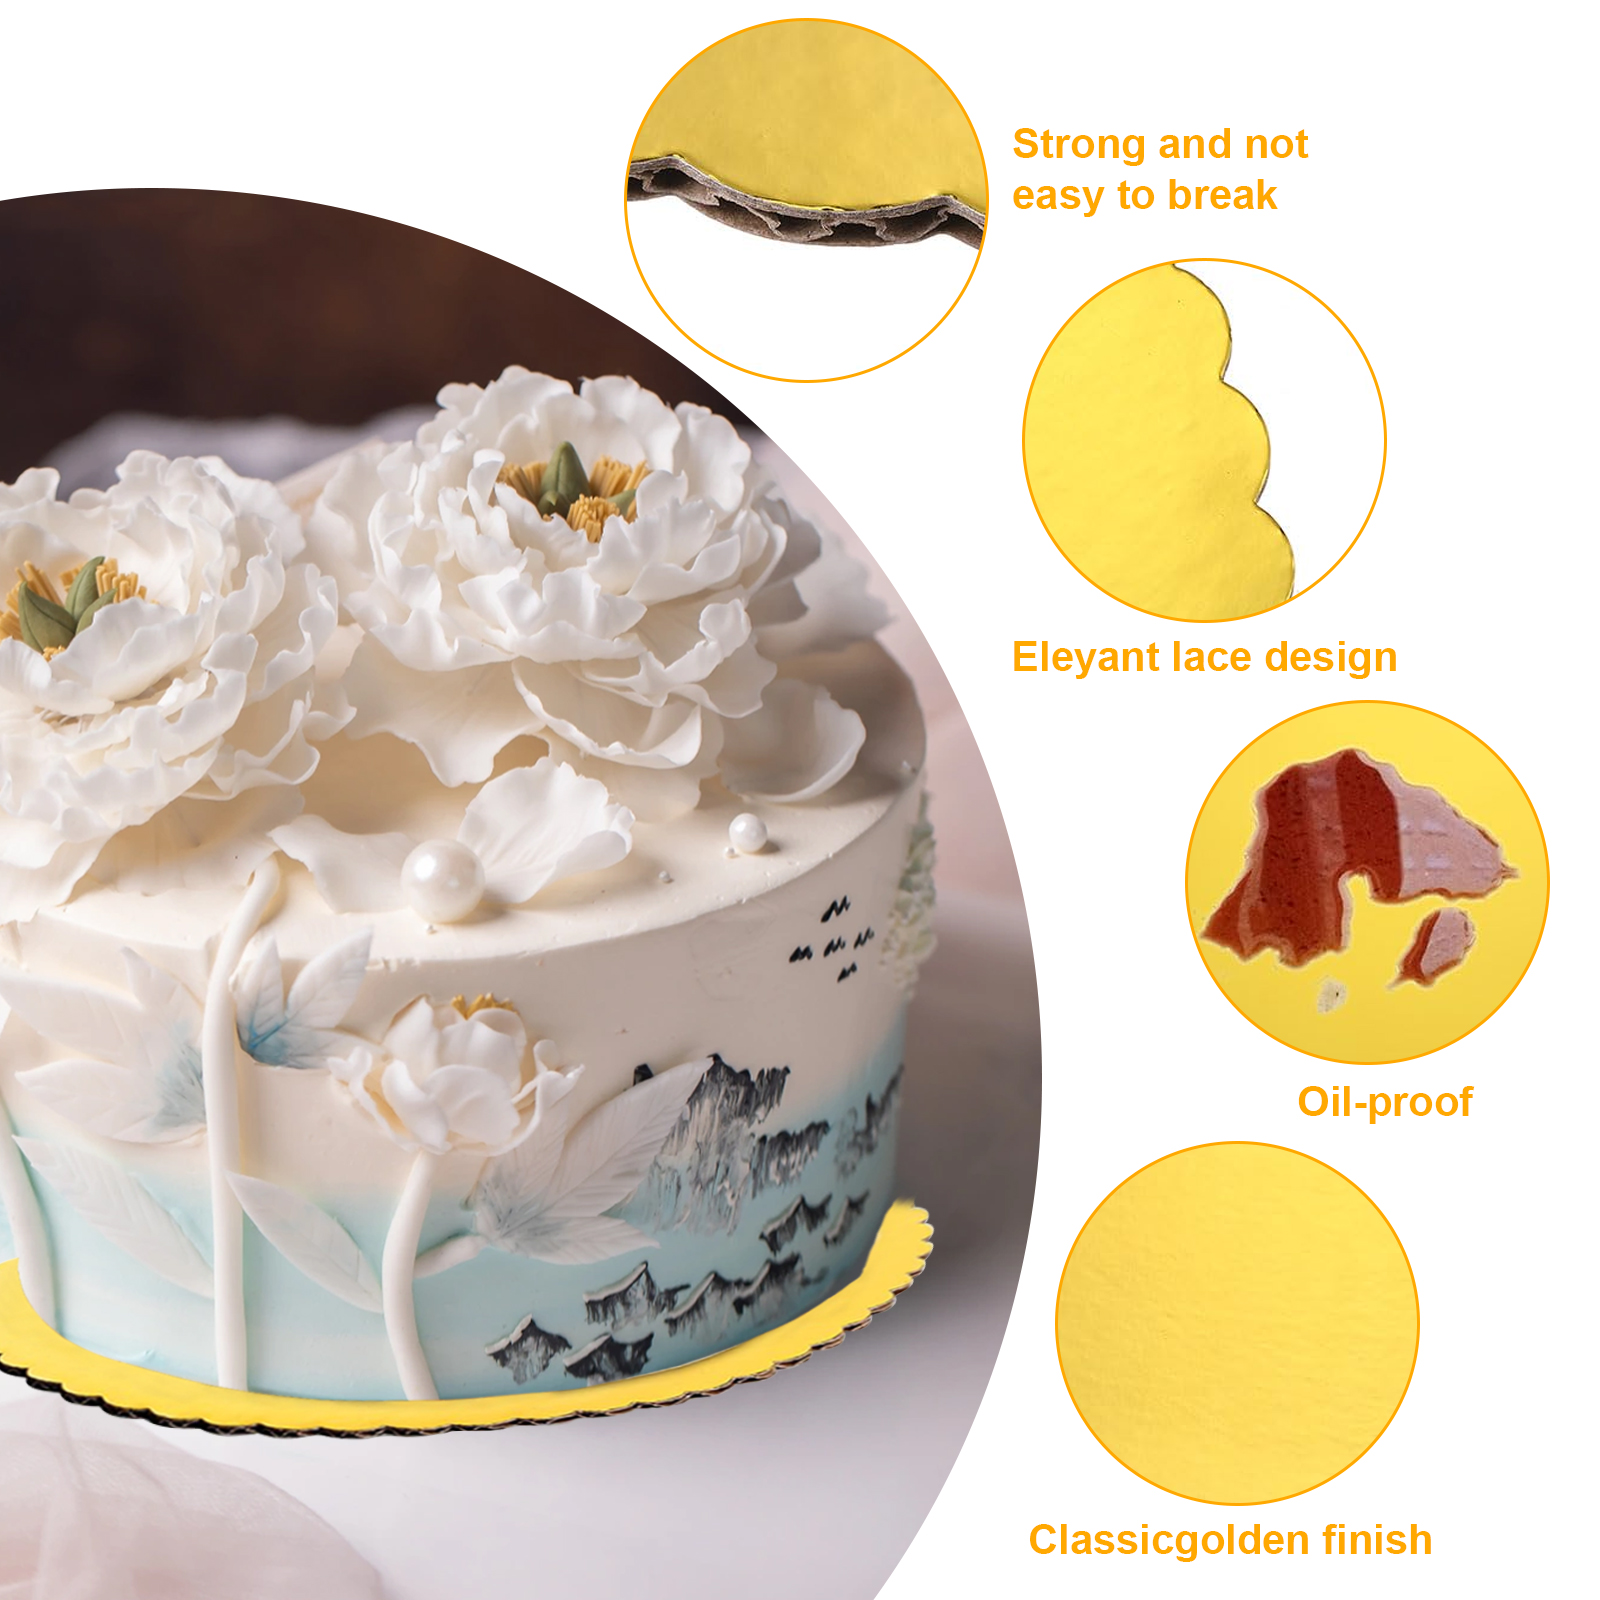 Strong and not
easy to break
Eleyant lace design
Oil-proof
Classicgolden finish